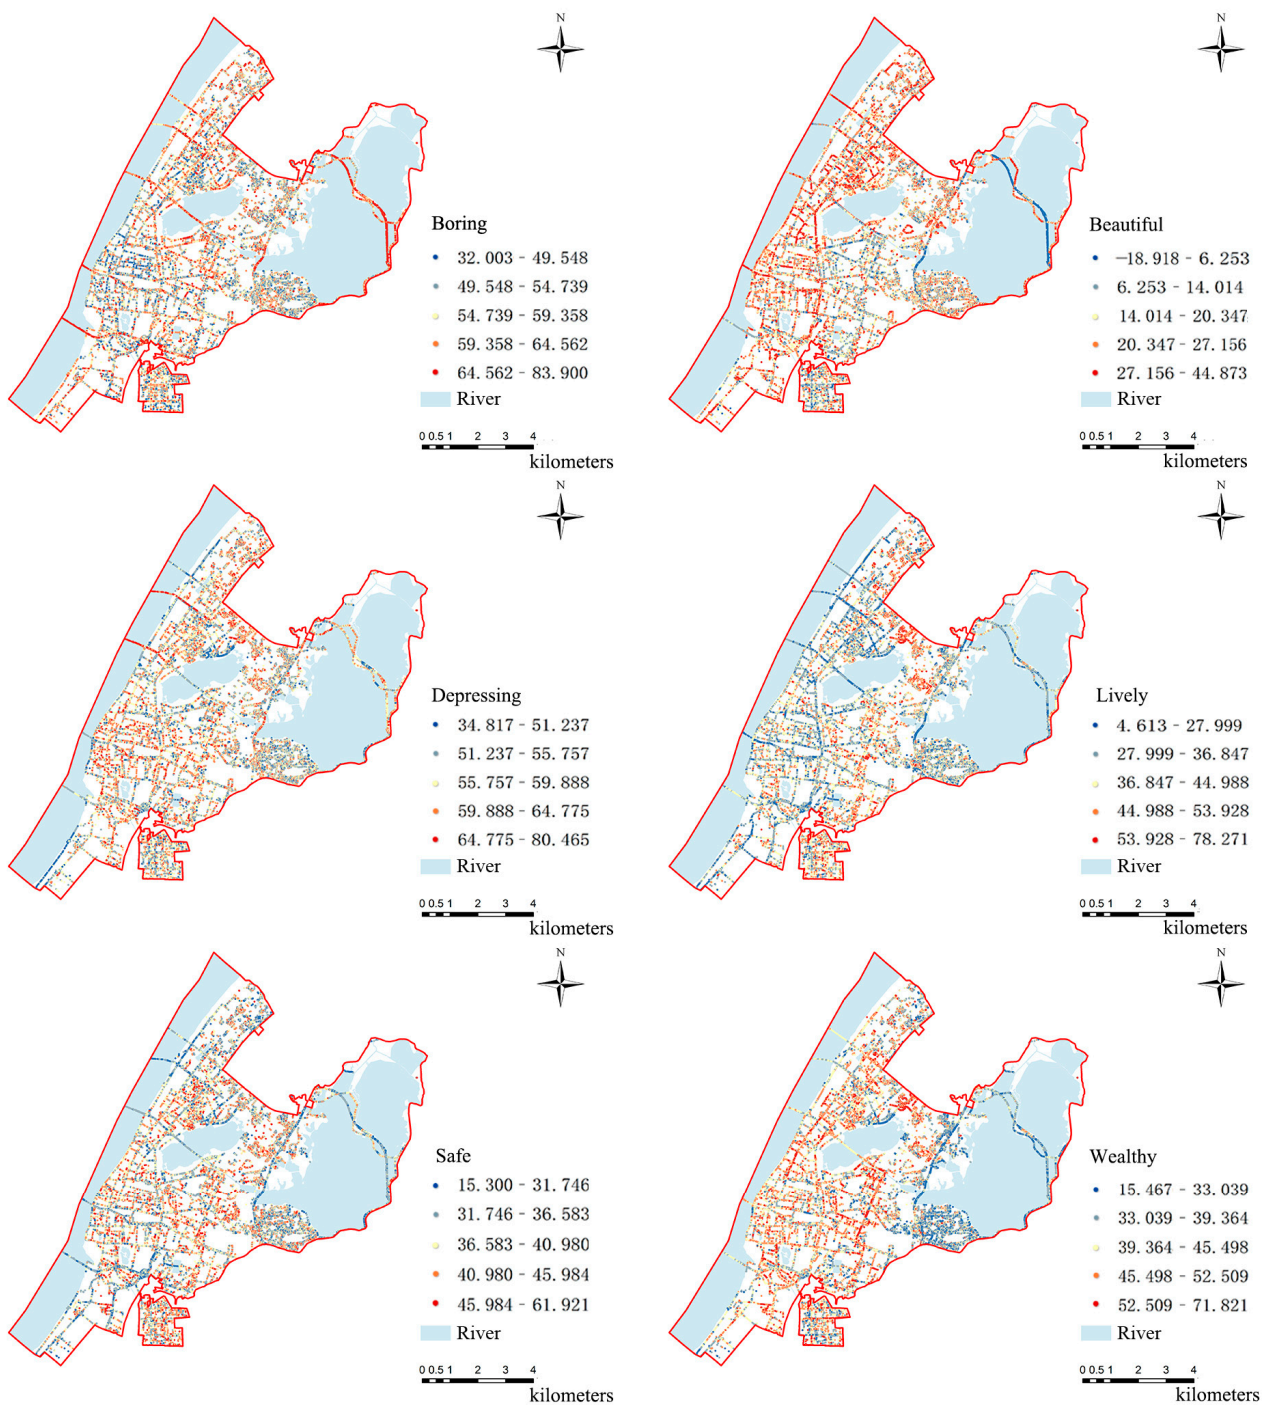 N
Boring
32. 003 - 49. 548
49. 548 - 54. 739
54. 739 - 59. 358
59. 358 - 64. 562
64. 562 - 83. 900
River
0 0.5 1 2 3 4
kilometers
N
Beautiful
−18. 918 - 6. 253
6. 253 - 14. 014
14. 014 - 20. 347
20. 347 - 27. 156
27. 156 - 44. 873
River
0 0.5 1 2 3 4
kilometers
N
Depressing
34. 817 - 51. 237
51. 237 - 55. 757
55. 757 - 59. 888
59. 888 - 64. 775
64. 775 - 80. 465
River
0 0.5 1 2 3 4
kilometers
N
Lively
4. 613 - 27. 999
27. 999 - 36. 847
36. 847 - 44. 988
44. 988 - 53. 928
53. 928 - 78. 271
River
0 0.5 1 2 3 4
kilometers
N
Safe
15. 300 - 31. 746
31. 746 - 36. 583
36. 583 - 40. 980
40. 980 - 45. 984
45. 984 - 61. 921
River
0 0.5 1 2 3 4
kilometers
N
Wealthy
15. 467 - 33. 039
33. 039 - 39. 364
39. 364 - 45. 498
45. 498 - 52. 509
52. 509 - 71. 821
River
0 0.5 1 2 3 4
kilometers